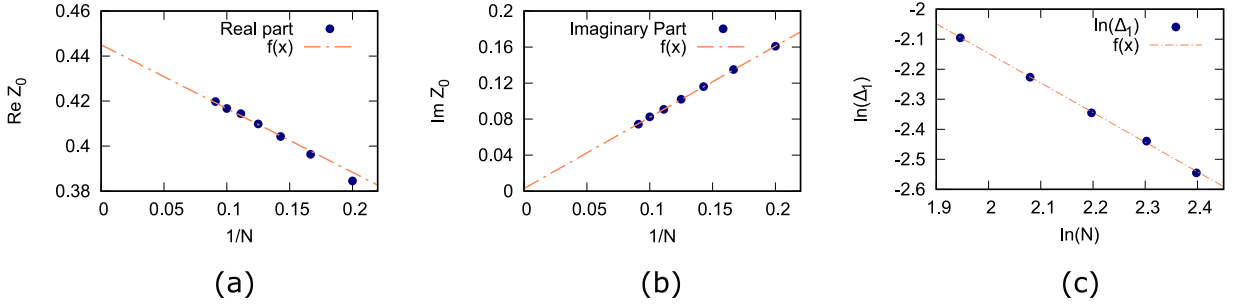 0.46
0.44
0.42
0.4
0.38
Re Z0
Real part
f(x)
0 0.05 0.1 0.15 0.2
1/N
(a)
0.2
0.16
0.12
0.08
0.04
0
Im Z0
Imaginary Part
f(x)
0 0.05 0.1 0.15 0.2
1/N
(b)
-2
-2.1
-2.2
-2.3
-2.4
-2.5
-2.6
ln(Δ1)
ln(Δ1)
f(x)
1.9 2 2.1 2.2 2.3 2.4
ln(N)
(c)